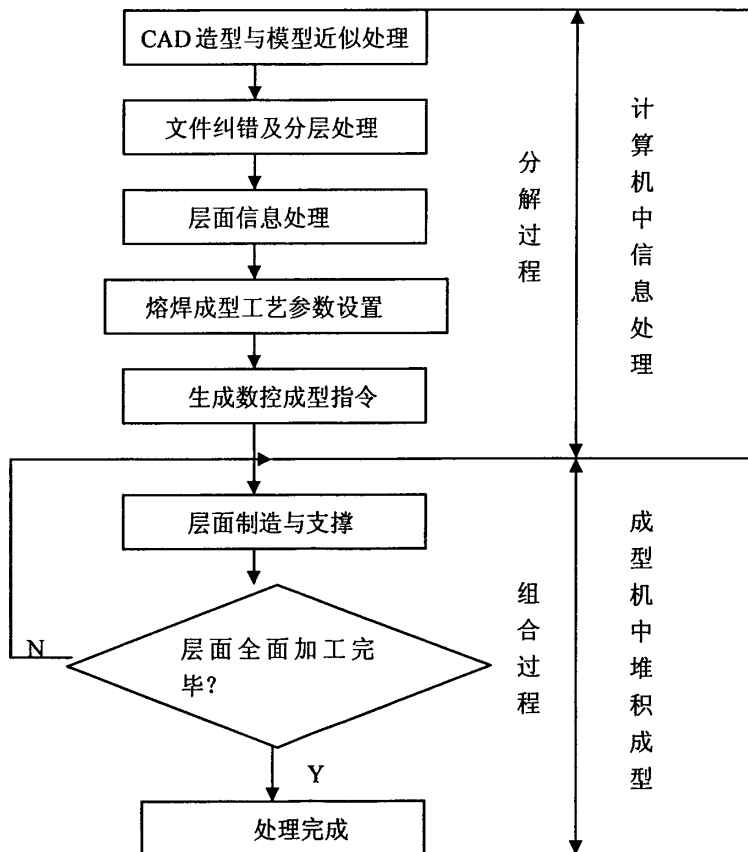 CAD造型与模型近似处理
文件纠错及分层处理
层面信息处理
熔焊成型工艺参数设置
生成数控成型指令
层面制造与支撑
层面全面加工完
毕？
N
Y
处理完成
分解过程
计算机中信息处理
组合过程
成型机中堆积成型